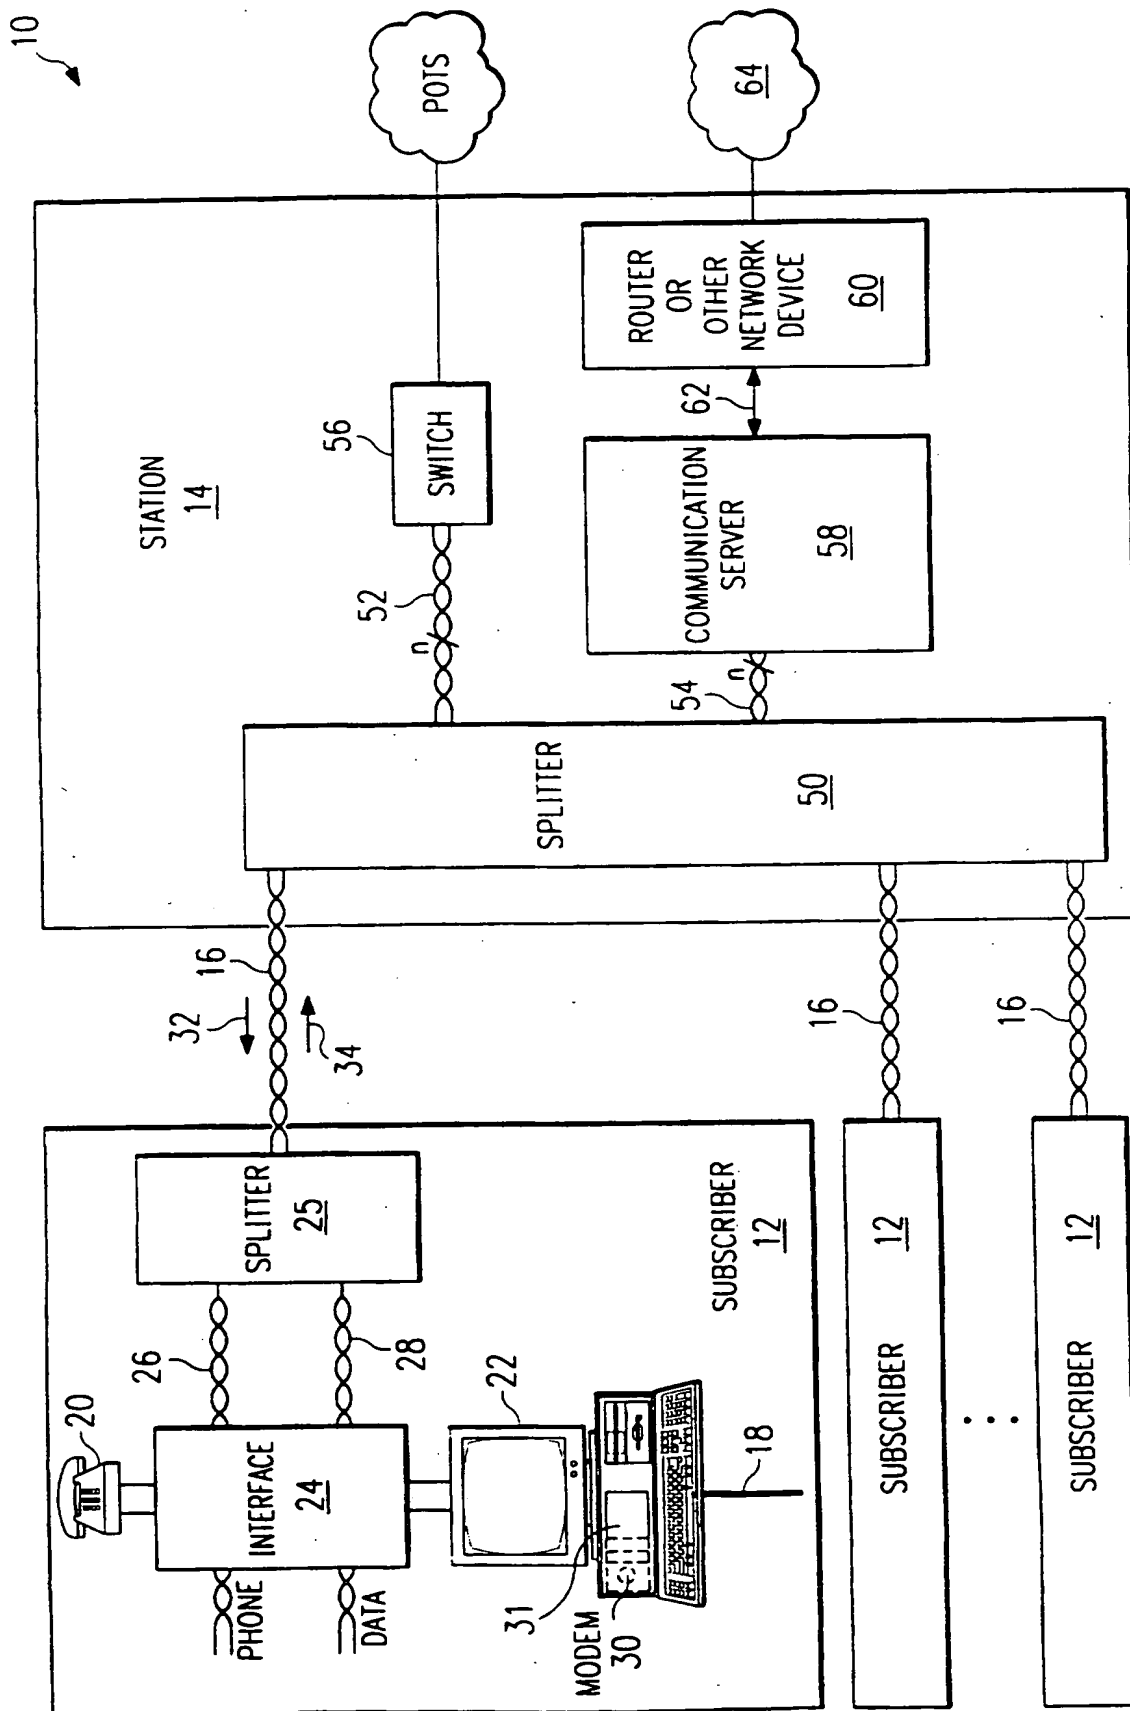 10
POTS
64
STATION
14
56
SWITCH
52
n
ROUTER
OR
OTHER
NETWORK
DEVICE
60
62
COMMUNICATION
SERVER
58
n
54
SPLITTER
50
16
32
34
16
16
SPLITTER
25
26
28
20
INTERFACE
24
PHONE
DATA
22
18
31
MODEM
30
SUBSCRIBER
12
SUBSCRIBER
12
SUBSCRIBER
12